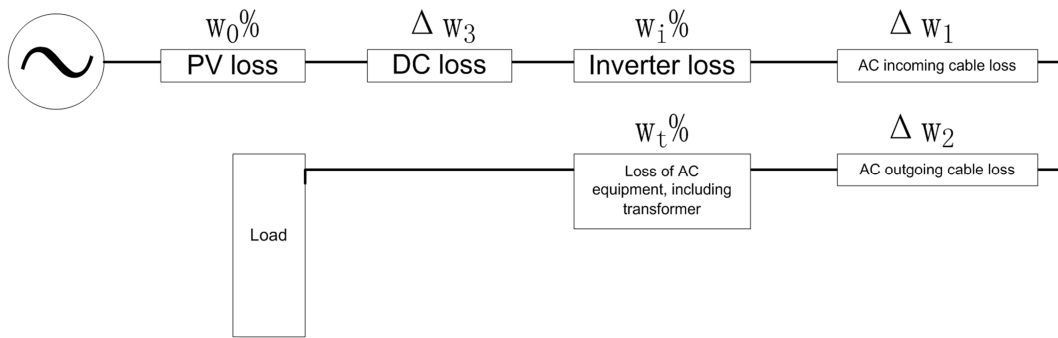 w₀% Δ w₃ wᵢ% Δ w₁
PV loss DC loss Inverter loss AC incoming cable loss
wₜ% Δ w₂
Loss of AC
equipment, including
transformer
AC outgoing cable loss
Load